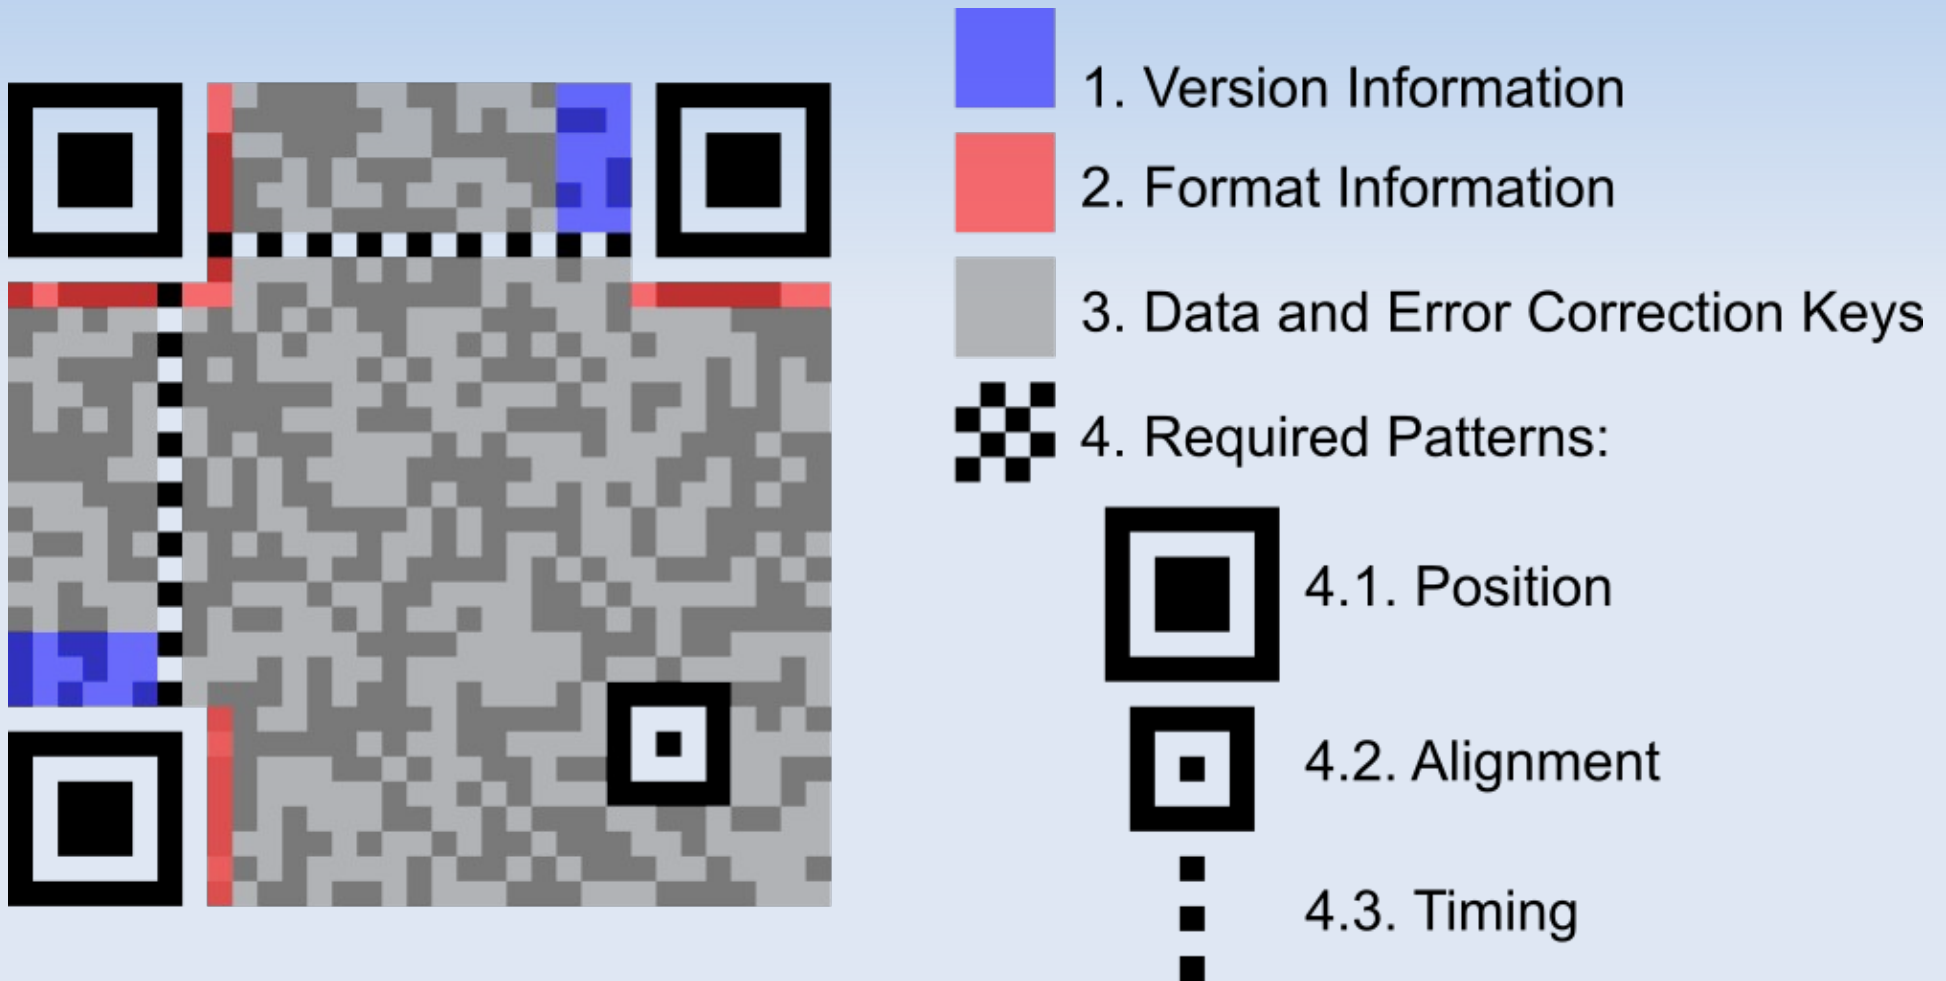 1. Version Information
2. Format Information
3. Data and Error Correction Keys
4. Required Patterns:
4.1. Position
4.2. Alignment
4.3. Timing